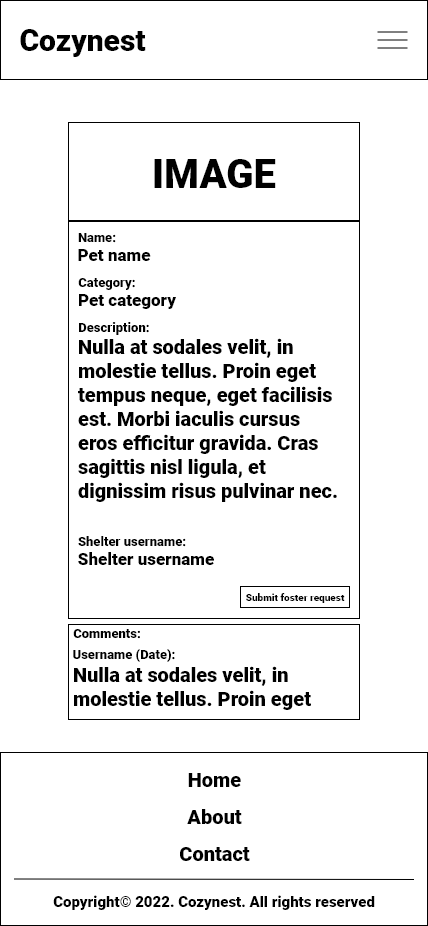 Cozynest
IMAGE
Name:
Pet name
Category:
Pet category
Description:
Nulla at sodales velit, in
molestie tellus. Proin eget
tempus neque, eget facilisis
est. Morbi iaculis cursus
eros efficitur gravida. Cras
sagittis nisl ligula, et
dignissim risus pulvinar nec.
Shelter username:
Shelter username
Submit foster request
Comments:
Username (Date):
Nulla at sodales velit, in
molestie tellus. Proin eget
Home
About
Contact
Copyright© 2022. Cozynest. All rights reserved